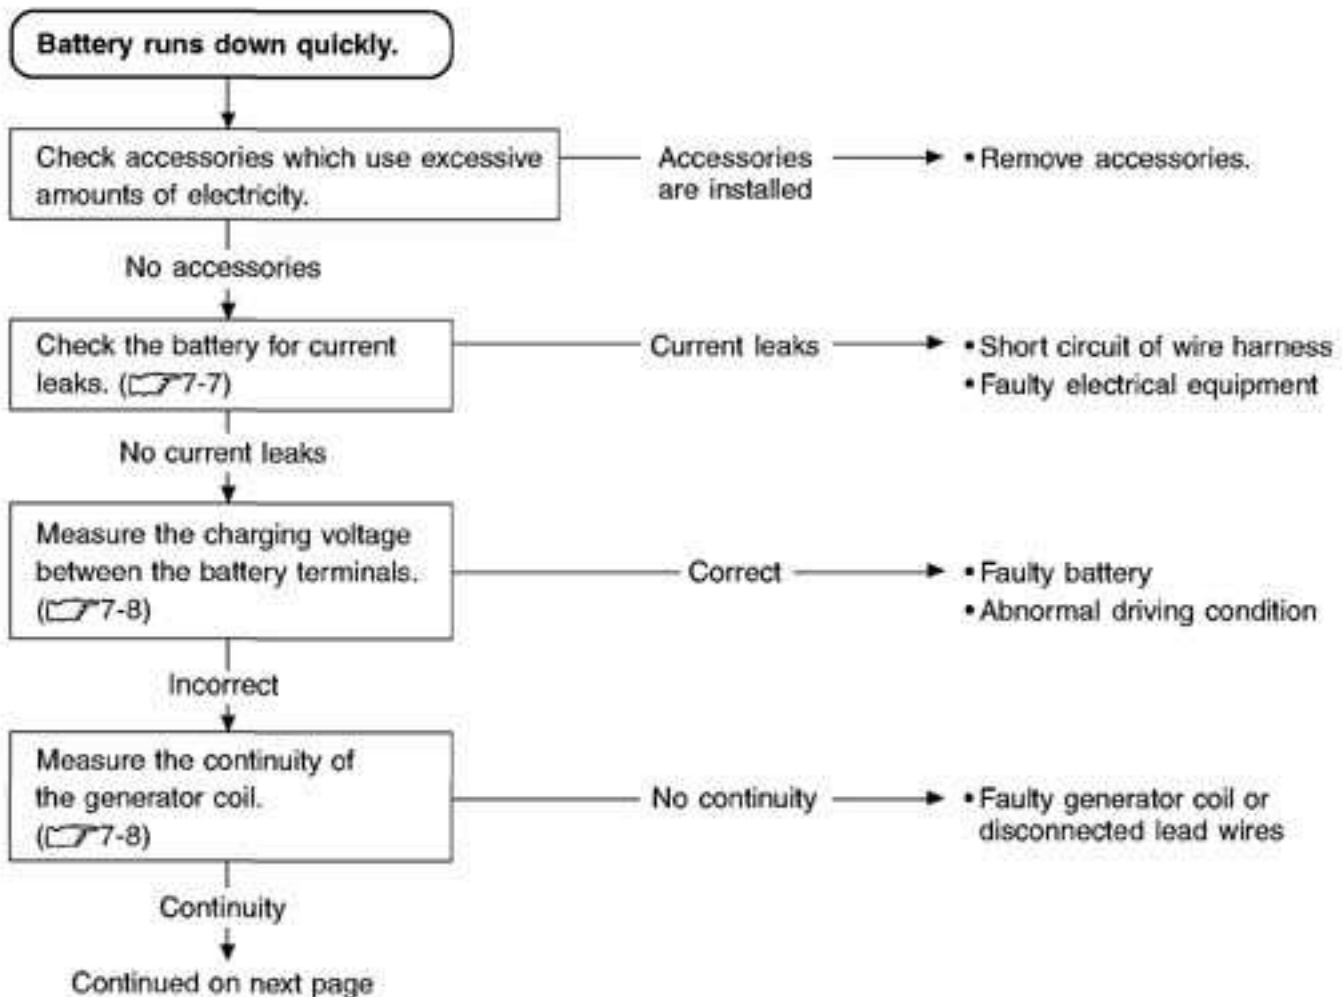 Battery runs down quickly.
Check accessories which use excessive
amounts of electricity.
Accessories
are installed
• Remove accessories.
No accessories
Check the battery for current
leaks. (☞7-7)
Current leaks
• Short circuit of wire harness
• Faulty electrical equipment
No current leaks
Measure the charging voltage
between the battery terminals.
(☞7-8)
Correct
• Faulty battery
• Abnormal driving condition
Incorrect
Measure the continuity of
the generator coil.
(☞7-8)
No continuity
• Faulty generator coil or
disconnected lead wires
Continuity
Continued on next page